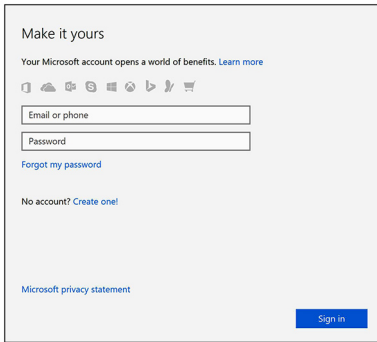 Make it yours
Your Microsoft account opens a world of benefits. Learn more
Email or phone
Password
Forgot my password
No account? Create one!
Microsoft privacy statement
Sign in